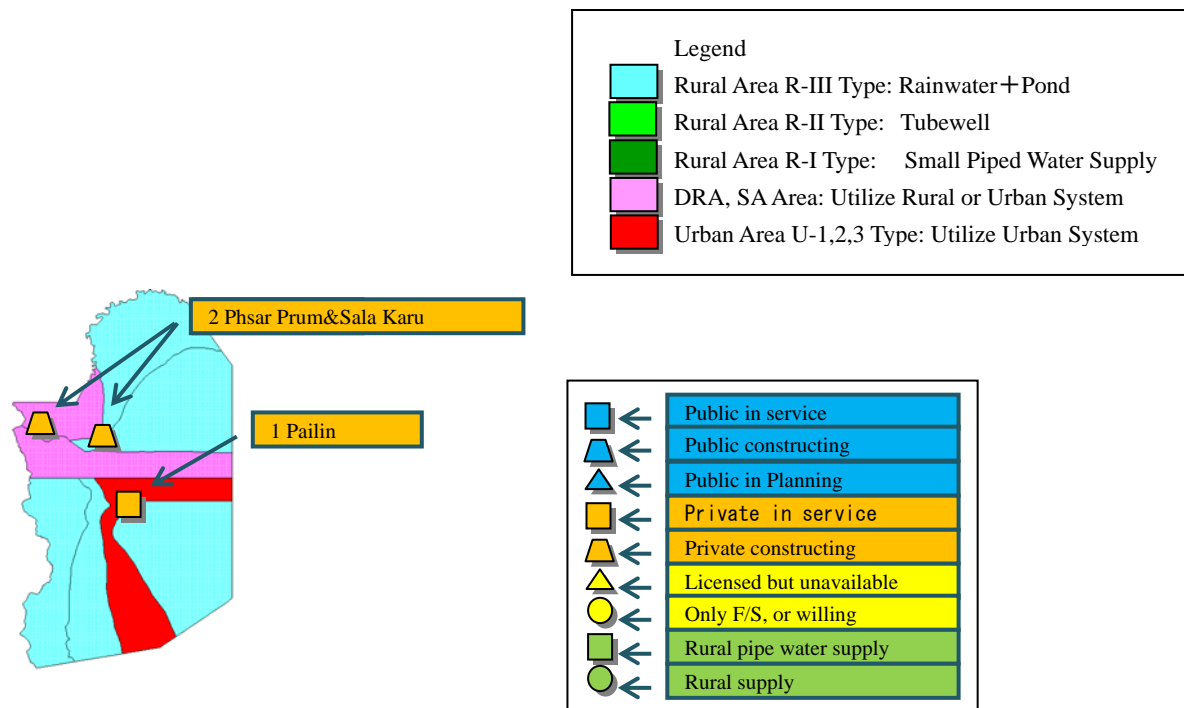 Legend
Rural Area R-III Type: Rainwater＋Pond
Rural Area R-II Type: Tubewell
Rural Area R-I Type: Small Piped Water Supply
DRA, SA Area: Utilize Rural or Urban System
Urban Area U-1,2,3 Type: Utilize Urban System
2 Phsar Prum&Sala Karu
1 Pailin
Public in service
Public constructing
Public in Planning
Private in service
Private constructing
Licensed but unavailable
Only F/S, or willing
Rural pipe water supply
Rural supply